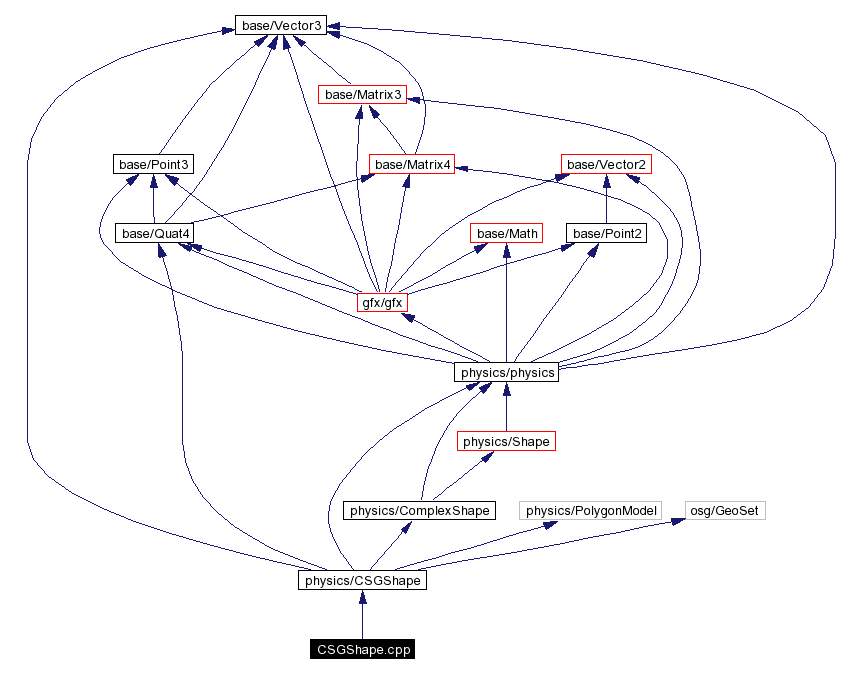 base/Vector3
base/Matrix3
base/Point3
base/Matrix4
base/Vector2
base/Quat4
base/Math
base/Point2
gfx/gfx
physics/physics
physics/Shape
physics/ComplexShape
physics/PolygonModel
osg/GeoSet
physics/CSGShape
CSGShape.cpp